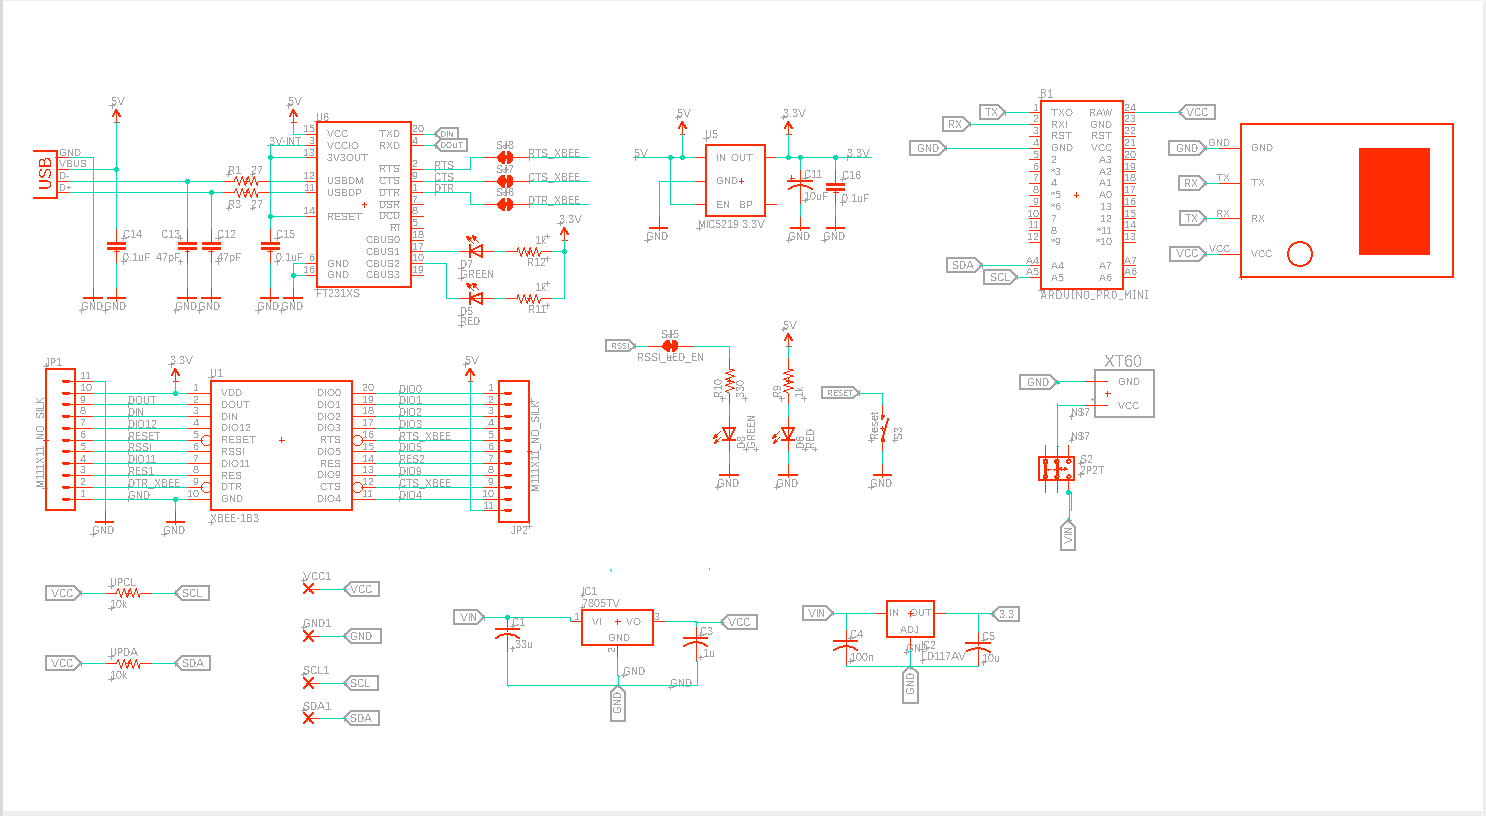 5V
USB
GND
VBUS
D-
D+
R1 27
R3 27
C14
0.1uF
C13
47pF
C12
47pF
C15
0.1uF
GND
GND
GND
GND
GND
GND
5V
3V-INT
U6
15 VCC TXD 20
3 VCCIO RXD 4
13 3V3OUT
RTS 2
12 USBDM CTS 9
11 USBDP DTR 1
DSR 7
14 RESET DCD 8
RI 5
CBUS0 18
CBUS1 17
6 GND CBUS2 10
16 GND CBUS3 19
FT231XS
DIN
DOUT
RTS
CTS
DTR
RTS_XBEE
CTS_XBEE
DTR_XBEE
3.3V
D7
GREEN
1k
R12
D5
RED
1k
R11
5V
5V
U5
IN OUT
GND
EN BP
MIC5219 3.3V
GND
3.3V
3.3V
C11
10uF
C16
0.1uF
GND
GND
TX
RX
GND
SDA
SCL
B1
1 TXO RAW 24
2 RXI GND 23
3 RST RST 22
4 GND VCC 21
5 2 A3 20
6 *3 A2 19
7 4 A1 18
8 *5 A0 17
9 *6 13 16
10 7 12 15
11 8 *11 14
12 *9 *10 13
A4 A4 A7 A7
A5 A5 A6 A6
ARDUINO_PRO_MINI
VCC
GND GND GND
RX TX TX
TX RX RX
VCC VCC VCC
JP1
M111X11_NO_SILK
11
10
9 DOUT
8 DIN
7 DIO12
6 RESET
5 RSSI
4 DIO11
3 RES1
2 DTR_XBEE
1 GND
GND
GND
3.3V
U1
1 VDD DIO0 20
2 DOUT DIO1 19
3 DIN DIO2 18
4 DIO12 DIO3 17
5 RESET RTS 16
6 RSSI DIO5 15
7 DIO11 RES 14
8 RES DIO9 13
9 DTR CTS 12
10 GND DIO4 11
XBEE-1B3
5V
DIO0 1
DIO1 2
DIO2 3
DIO3 4
RTS_XBEE 5
DIO5 6
RES2 7
DIO9 8
CTS_XBEE 9
DIO4 10
11
M111X11_NO_SILK
JP2
RSSI
RSSI_LED_EN
R10
330
D8
GREEN
GND
5V
R9
1k
D6
RED
GND
RESET
Reset
S3
GND
XT60
GND
GND
VCC
N$7
N$7
S2
2P2T
VIN
VCC
UPCL
10k
SCL
VCC
UPDA
10k
SDA
VCC1
VCC
GND1
GND
SCL1
SCL
SDA1
SDA
VIN
C1
33u
IC1
7805TV
1 VI VO 3
GND
2
GND
GND
GND
C3
1u
VCC
VIN
C4
100n
IN OUT
ADJ
LD117AV
GND
C5
10u
3.3